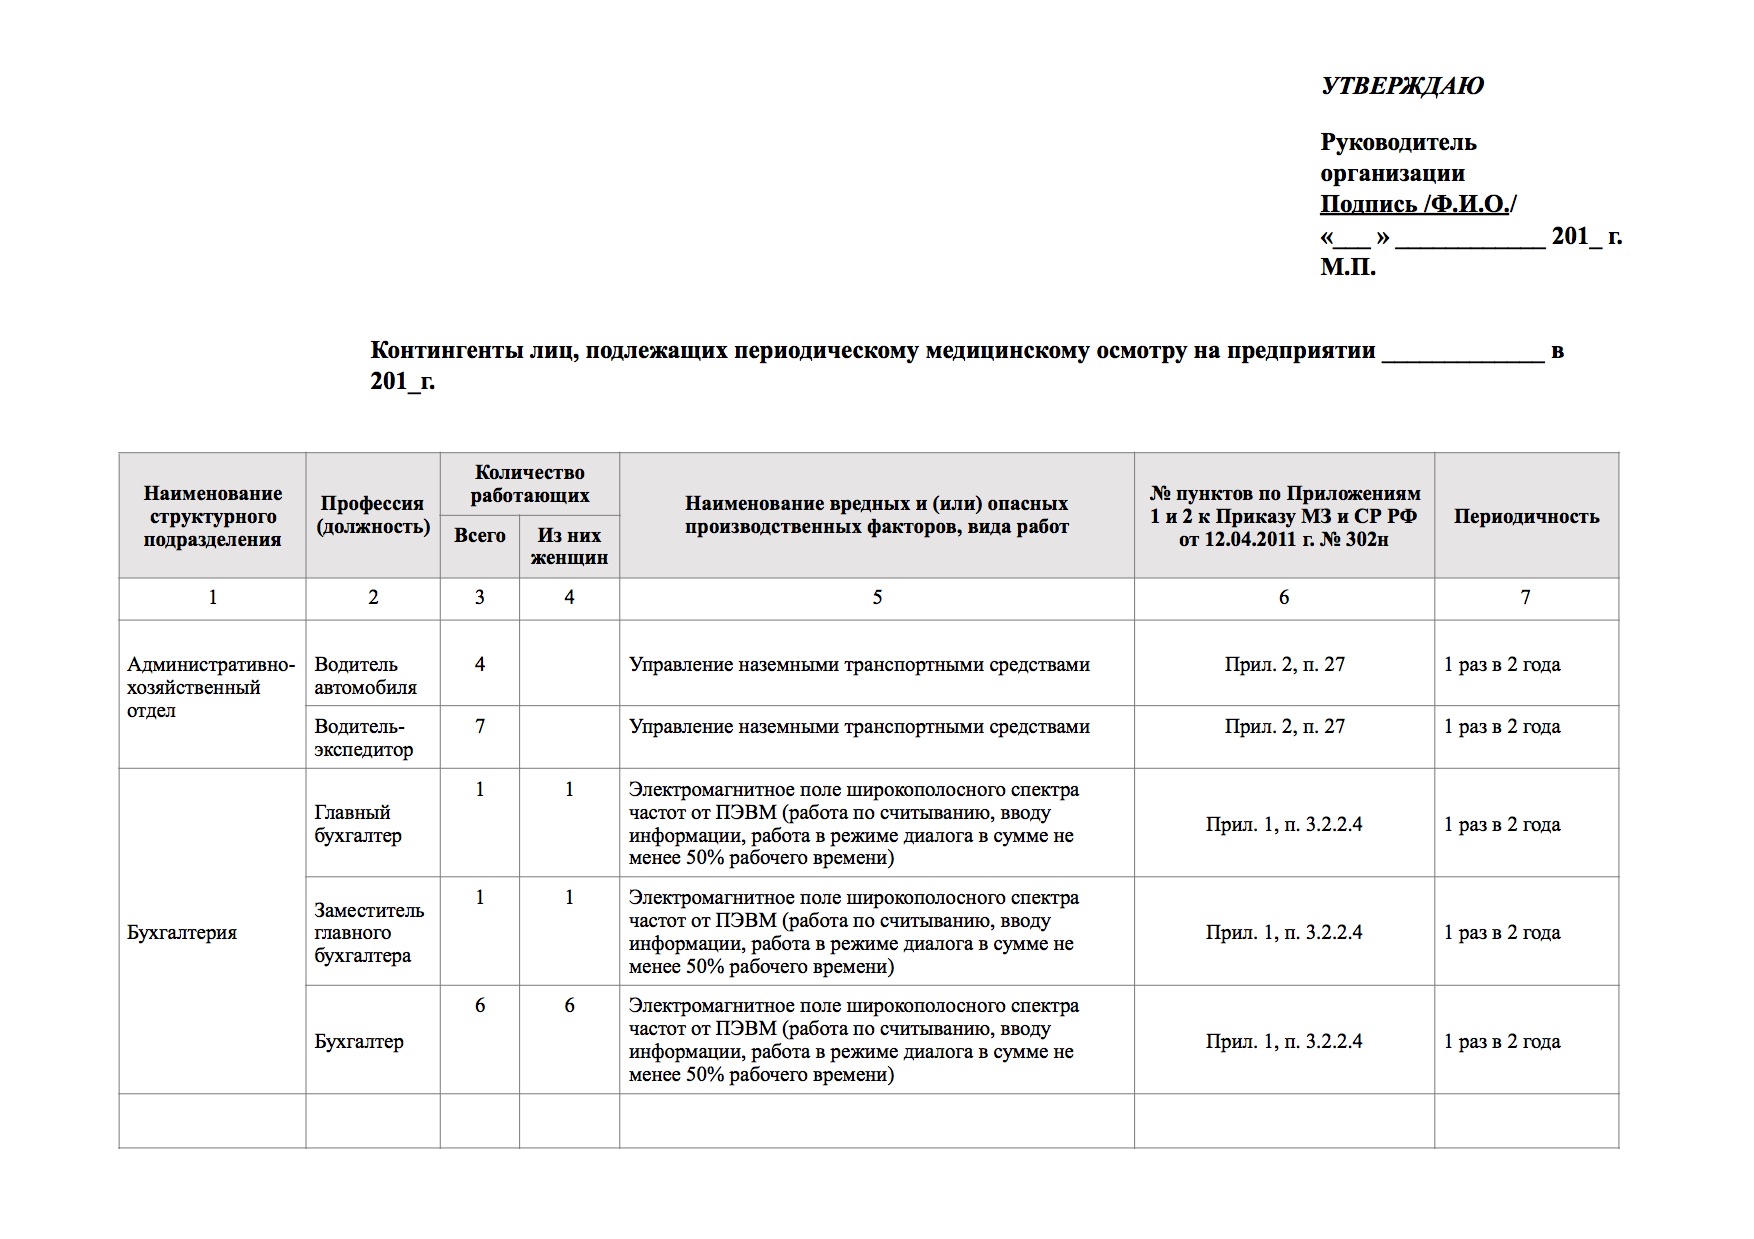 УТВЕРЖДАЮ
Руководитель
организации
Подпись /Ф.И.О./
«___ » ____________ 201_ г.
М.П.
Контингенты лиц, подлежащих периодическому медицинскому осмотру на предприятии _____________ в
201_г.
Наименование
структурного
подразделения
Профессия
(должность)
Количество
работающих
Всего
Из них
женщин
Наименование вредных и (или) опасных
производственных факторов, вида работ
№ пунктов по Приложениям
1 и 2 к Приказу МЗ и СР РФ
от 12.04.2011 г. № 302н
Периодичность
1 2 3 4 5 6 7
Административно-
хозяйственный
отдел
Водитель
автомобиля
4
Управление наземными транспортными средствами
Прил. 2, п. 27
1 раз в 2 года
Водитель-
экспедитор
7
Управление наземными транспортными средствами
Прил. 2, п. 27
1 раз в 2 года
Бухгалтерия
Главный
бухгалтер
1
1
Электромагнитное поле широкополосного спектра
частот от ПЭВМ (работа по считыванию, вводу
информации, работа в режиме диалога в сумме не
менее 50% рабочего времени)
Прил. 1, п. 3.2.2.4
1 раз в 2 года
Заместитель
главного
бухгалтера
1
1
Электромагнитное поле широкополосного спектра
частот от ПЭВМ (работа по считыванию, вводу
информации, работа в режиме диалога в сумме не
менее 50% рабочего времени)
Прил. 1, п. 3.2.2.4
1 раз в 2 года
Бухгалтер
6
6
Электромагнитное поле широкополосного спектра
частот от ПЭВМ (работа по считыванию, вводу
информации, работа в режиме диалога в сумме не
менее 50% рабочего времени)
Прил. 1, п. 3.2.2.4
1 раз в 2 года